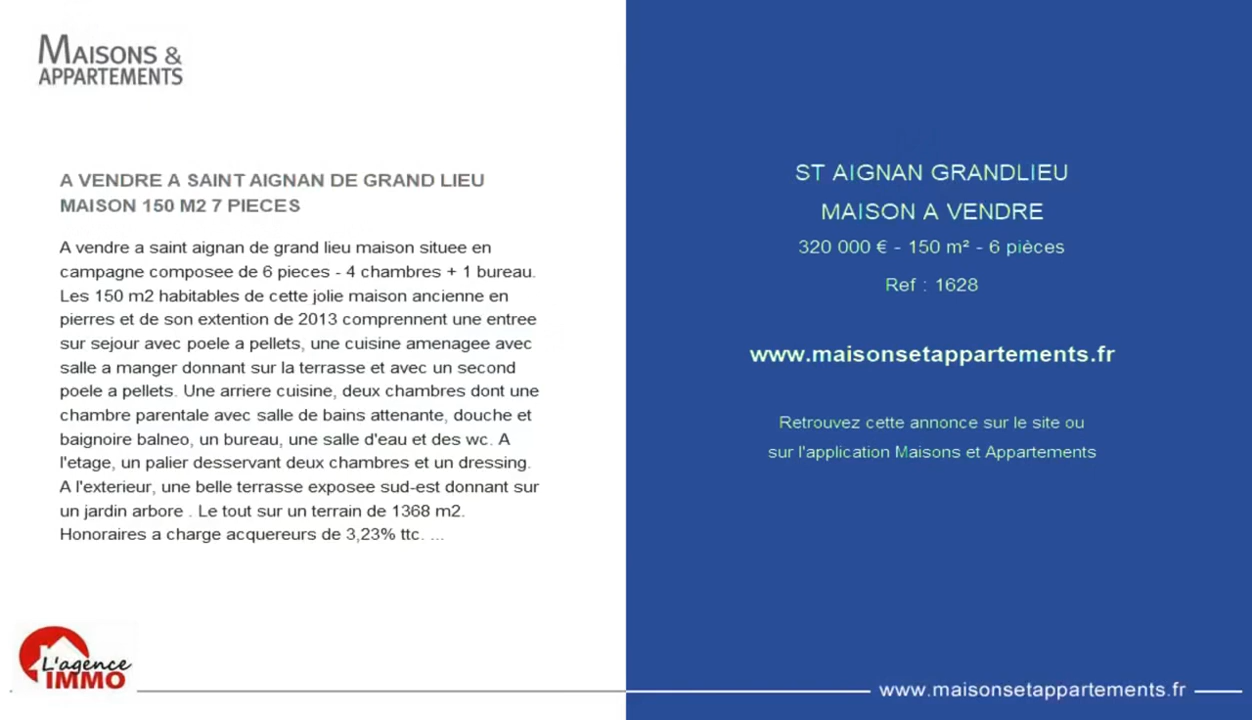 MAISONS &
APPARTEMENTS
A VENDRE A SAINT AIGNAN DE GRAND LIEU
MAISON 150 M2 7 PIECES
A vendre a saint aignan de grand lieu maison situee en
campagne composee de 6 pieces - 4 chambres + 1 bureau.
Les 150 m2 habitables de cette jolie maison ancienne en
pierres et de son extention de 2013 comprennent une entree
sur sejour avec poele a pellets, une cuisine amenagee avec
salle a manger donnant sur la terrasse et avec un second
poele a pellets. Une arriere cuisine, deux chambres dont une
chambre parentale avec salle de bains attenante, douche et
baignoire balneo, un bureau, une salle d'eau et des wc. A
l'etage, un palier desservant deux chambres et un dressing.
A l'exterieur, une belle terrasse exposee sud-est donnant sur
un jardin arbore . Le tout sur un terrain de 1368 m2.
Honoraires a charge acquereurs de 3,23% ttc. ...
L'agence
IMMO
ST AIGNAN GRANDLIEU
MAISON A VENDRE
320 000 € - 150 m² - 6 pièces
Ref : 1628
www.maisonsetappartements.fr
Retrouvez cette annonce sur le site ou
sur l'application Maisons et Appartements
www.maisonsetappartements.fr